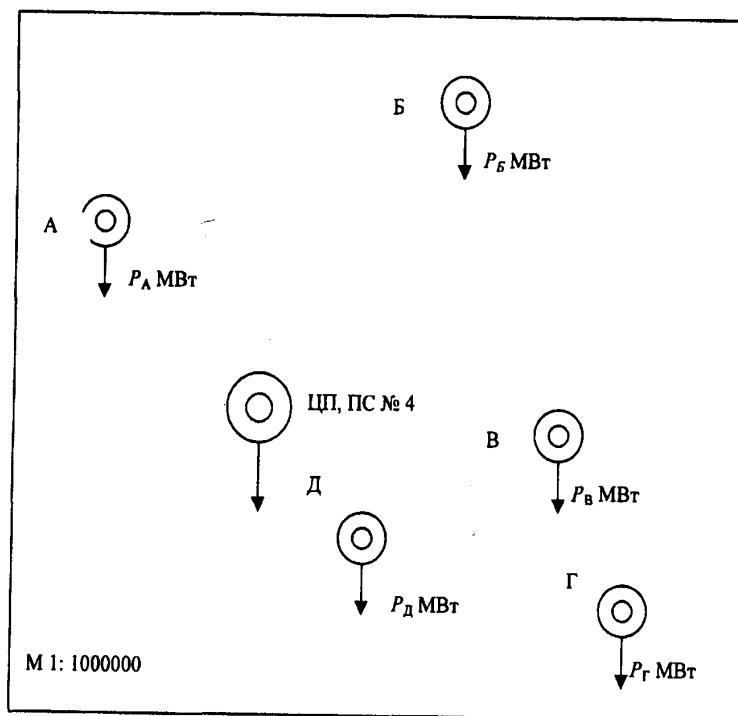 Б
P_Б МВт
А
P_А МВт
ЦП, ПС № 4
В
P_В МВт
Д
P_Д МВт
Г
P_Г МВт
М 1: 1000000